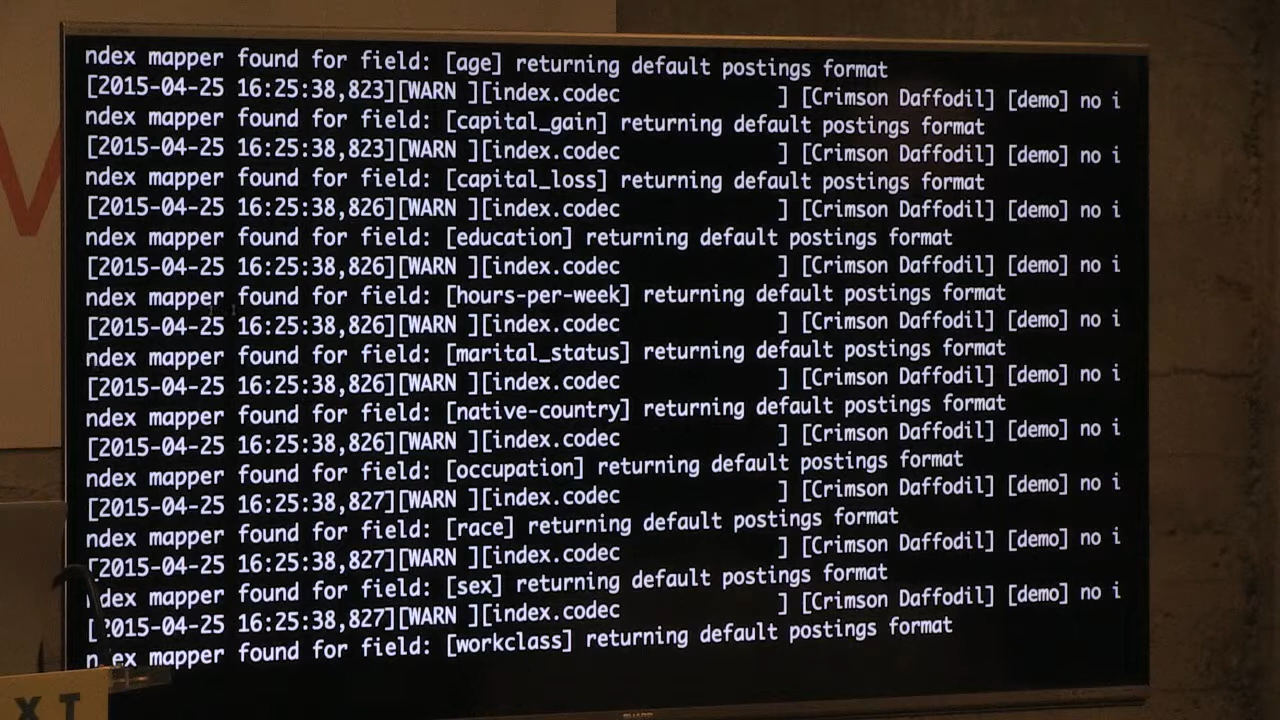 ndex mapper found for field: [age] returning default postings format
[2015-04-25 16:25:38,823][WARN ][index.codec              ] [Crimson Daffodil] [demo] no i
ndex mapper found for field: [capital_gain] returning default postings format
[2015-04-25 16:25:38,823][WARN ][index.codec              ] [Crimson Daffodil] [demo] no i
ndex mapper found for field: [capital_loss] returning default postings format
[2015-04-25 16:25:38,826][WARN ][index.codec              ] [Crimson Daffodil] [demo] no i
ndex mapper found for field: [education] returning default postings format
[2015-04-25 16:25:38,826][WARN ][index.codec              ] [Crimson Daffodil] [demo] no i
ndex mapper found for field: [hours-per-week] returning default postings format
[2015-04-25 16:25:38,826][WARN ][index.codec              ] [Crimson Daffodil] [demo] no i
ndex mapper found for field: [marital_status] returning default postings format
[2015-04-25 16:25:38,826][WARN ][index.codec              ] [Crimson Daffodil] [demo] no i
ndex mapper found for field: [native-country] returning default postings format
[2015-04-25 16:25:38,826][WARN ][index.codec              ] [Crimson Daffodil] [demo] no i
ndex mapper found for field: [occupation] returning default postings format
[2015-04-25 16:25:38,827][WARN ][index.codec              ] [Crimson Daffodil] [demo] no i
ndex mapper found for field: [race] returning default postings format
[2015-04-25 16:25:38,827][WARN ][index.codec              ] [Crimson Daffodil] [demo] no i
ndex mapper found for field: [sex] returning default postings format
[2015-04-25 16:25:38,827][WARN ][index.codec              ] [Crimson Daffodil] [demo] no i
ndex mapper found for field: [workclass] returning default postings format
SHARP